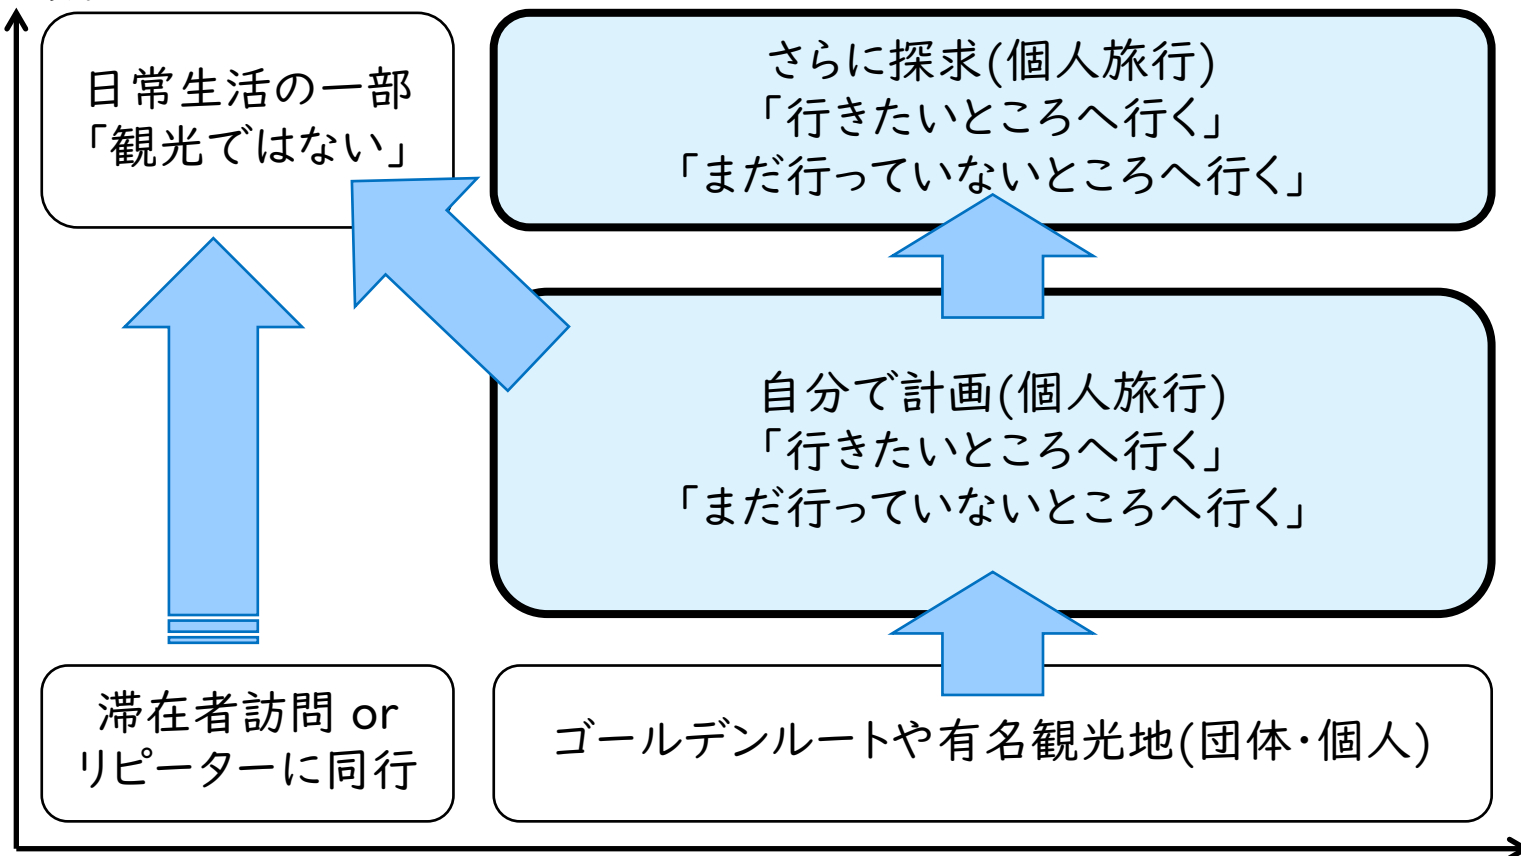 日常生活の一部
「観光ではない」
さらに探求(個人旅行)
「行きたいところへ行く」
「まだ行っていないところへ行く」
自分で計画(個人旅行)
「行きたいところへ行く」
「まだ行っていないところへ行く」
滞在者訪問 or
リピーターに同行
ゴールデンルートや有名観光地(団体・個人)